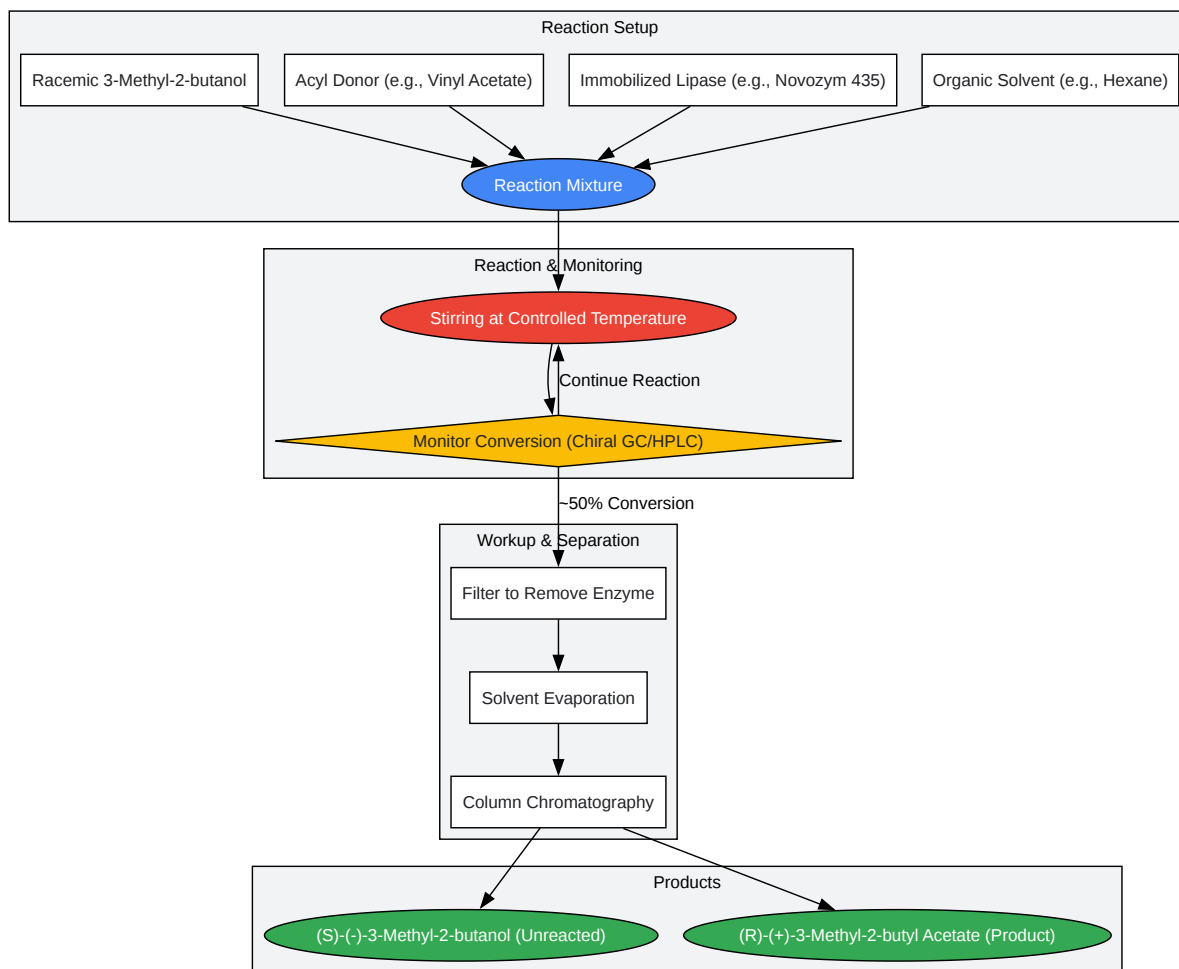 Reaction Setup
Racemic 3-Methyl-2-butanol
Acyl Donor (e.g., Vinyl Acetate)
Immobilized Lipase (e.g., Novozym 435)
Organic Solvent (e.g., Hexane)
Reaction Mixture
Reaction & Monitoring
Stirring at Controlled Temperature
Continue Reaction
Monitor Conversion (Chiral GC/HPLC)
~50% Conversion
Workup & Separation
Filter to Remove Enzyme
Solvent Evaporation
Column Chromatography
Products
(S)-(-)-3-Methyl-2-butanol (Unreacted)
(R)-(+)-3-Methyl-2-butyl Acetate (Product)